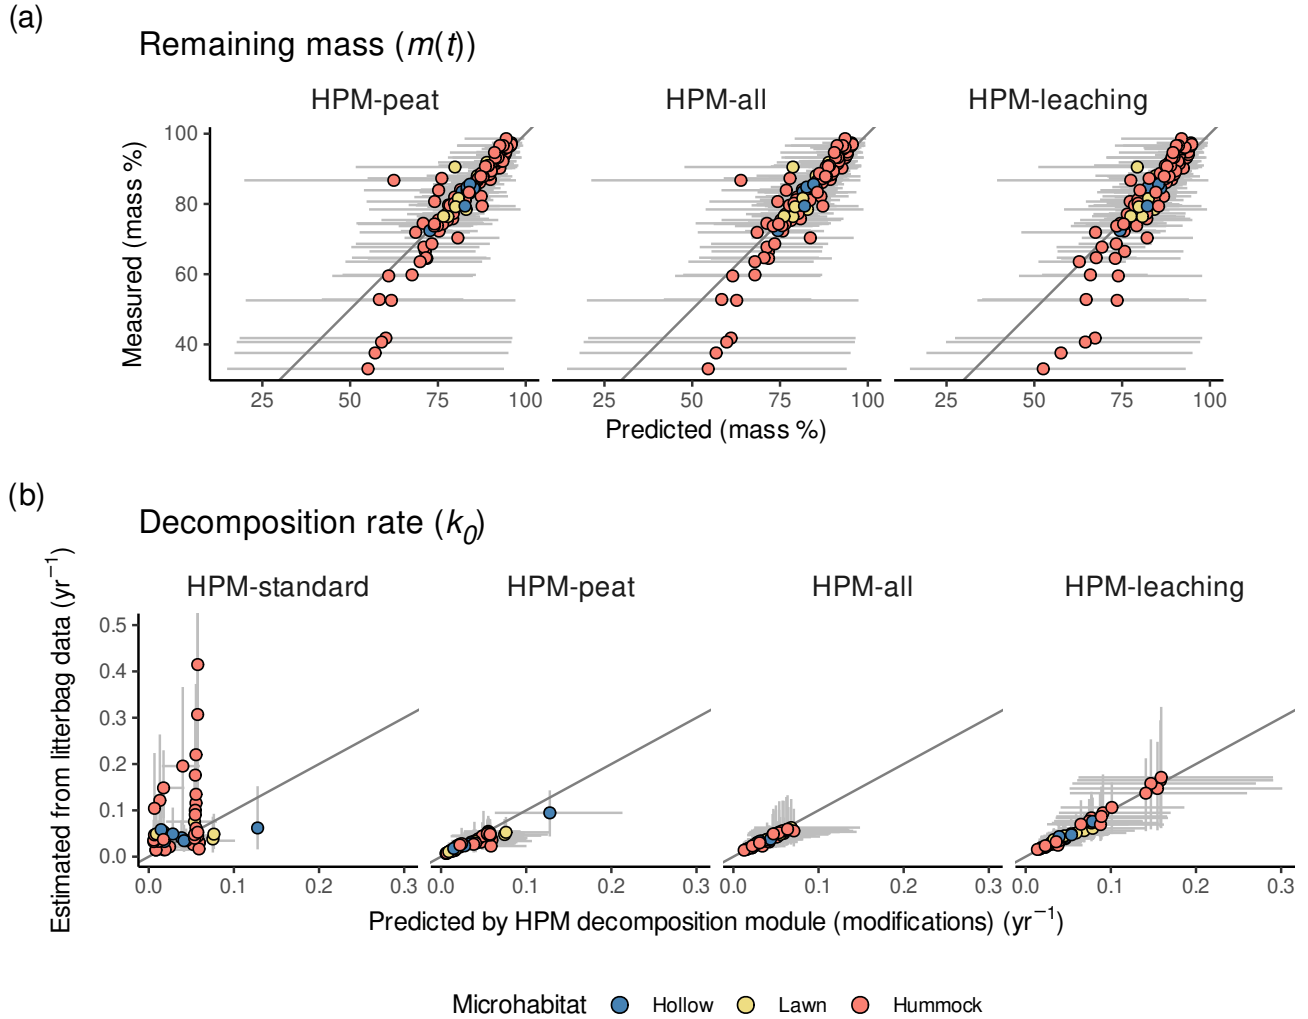 (a)
Remaining mass (m(t))
HPM-peat HPM-all HPM-leaching
Measured (mass %)
100
80
60
40
25 50 75 100 25 50 75 100 25 50 75 100
Predicted (mass %)
(b)
Decomposition rate (k0)
HPM-standard HPM-peat HPM-all HPM-leaching
Estimated from litterbag data (yr−1)
0.5
0.4
0.3
0.2
0.1
0.0
0.0 0.1 0.2 0.3 0.0 0.1 0.2 0.3 0.0 0.1 0.2 0.3 0.0 0.1 0.2 0.3
Predicted by HPM decomposition module (modifications) (yr−1)
Microhabitat Hollow Lawn Hummock